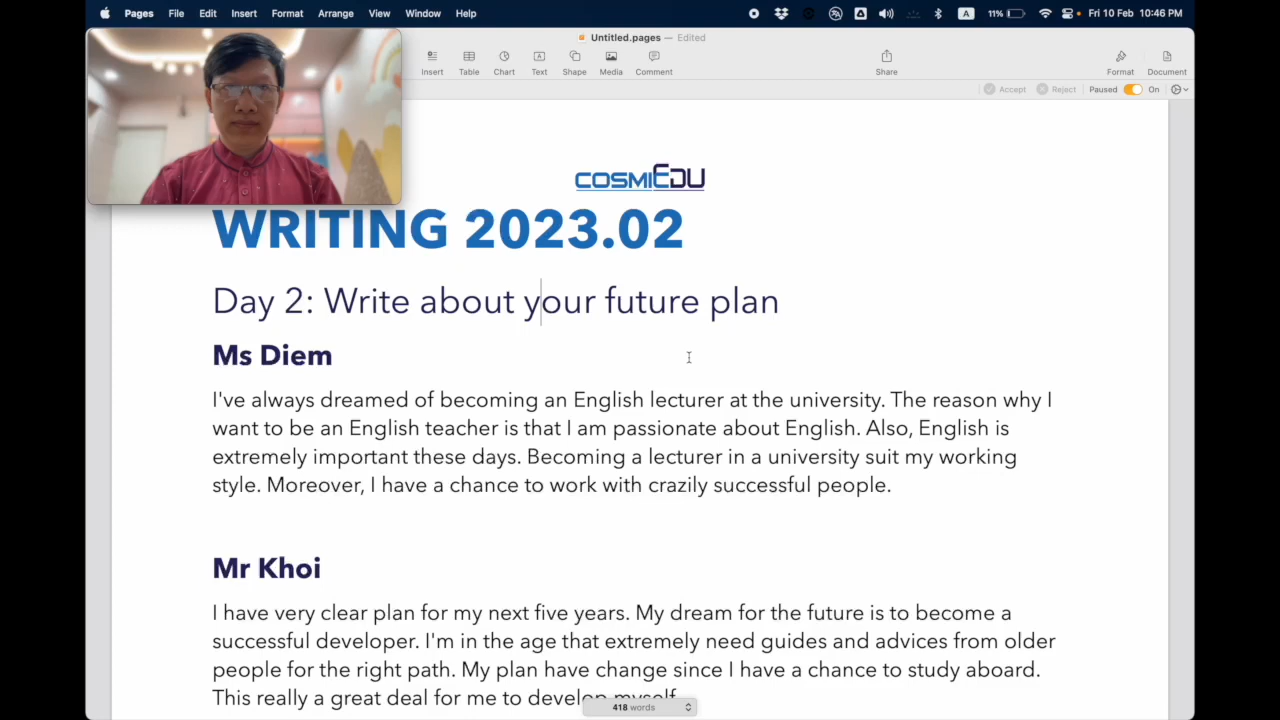 Pages File Edit Insert Format Arrange View Window Help A 11% Fri 10 Feb 10:46 PM
Untitled.pages — Edited
Insert Table Chart Text Shape Media Comment Share Format Document
Accept Reject Paused On
COSMIEDU
WRITING 2023.02
Day 2: Write about your future plan
Ms Diem
I've always dreamed of becoming an English lecturer at the university. The reason why I
want to be an English teacher is that I am passionate about English. Also, English is
extremely important these days. Becoming a lecturer in a university suit my working
style. Moreover, I have a chance to work with crazily successful people.
Mr Khoi
I have very clear plan for my next five years. My dream for the future is to become a
successful developer. I'm in the age that extremely need guides and advices from older
people for the right path. My plan have change since I have a chance to study aboard.
This really a great deal for me to develop myself.
418 words